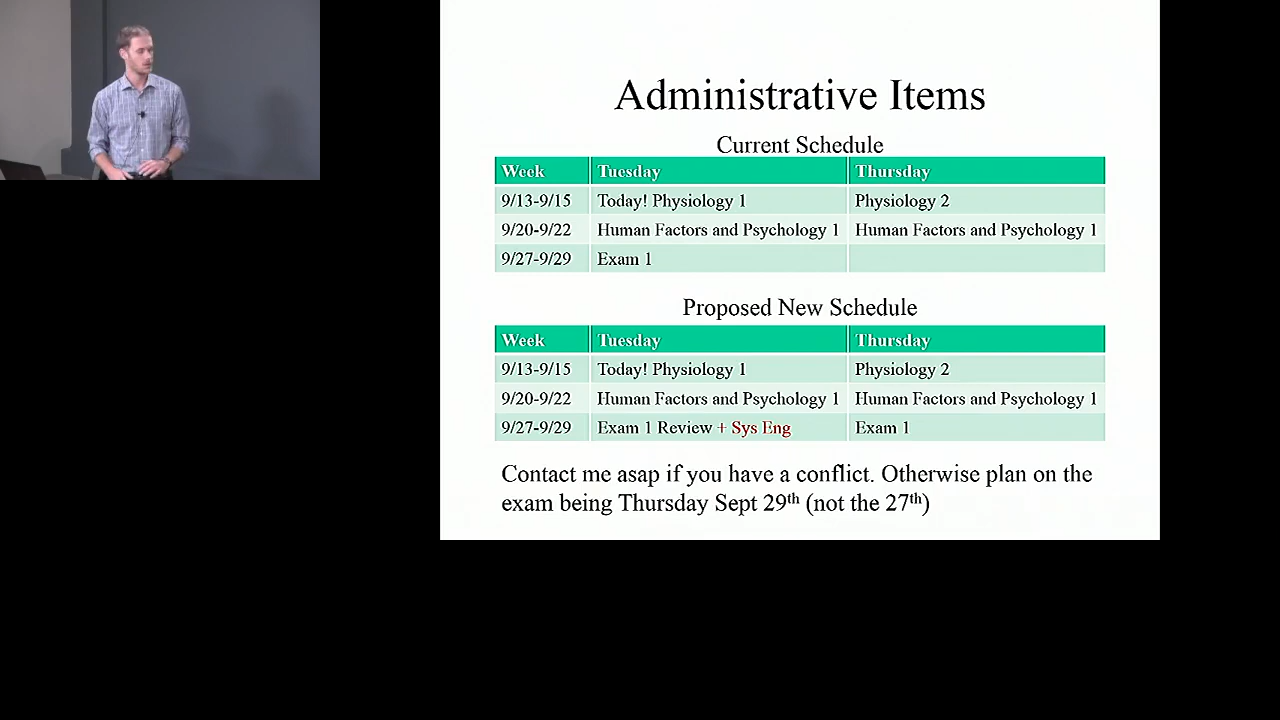 Administrative Items
Current Schedule
Week Tuesday Thursday
9/13-9/15 Today! Physiology 1 Physiology 2
9/20-9/22 Human Factors and Psychology 1 Human Factors and Psychology 1
9/27-9/29 Exam 1
Proposed New Schedule
Week Tuesday Thursday
9/13-9/15 Today! Physiology 1 Physiology 2
9/20-9/22 Human Factors and Psychology 1 Human Factors and Psychology 1
9/27-9/29 Exam 1 Review + Sys Eng Exam 1
Contact me asap if you have a conflict. Otherwise plan on the
exam being Thursday Sept 29th (not the 27th)